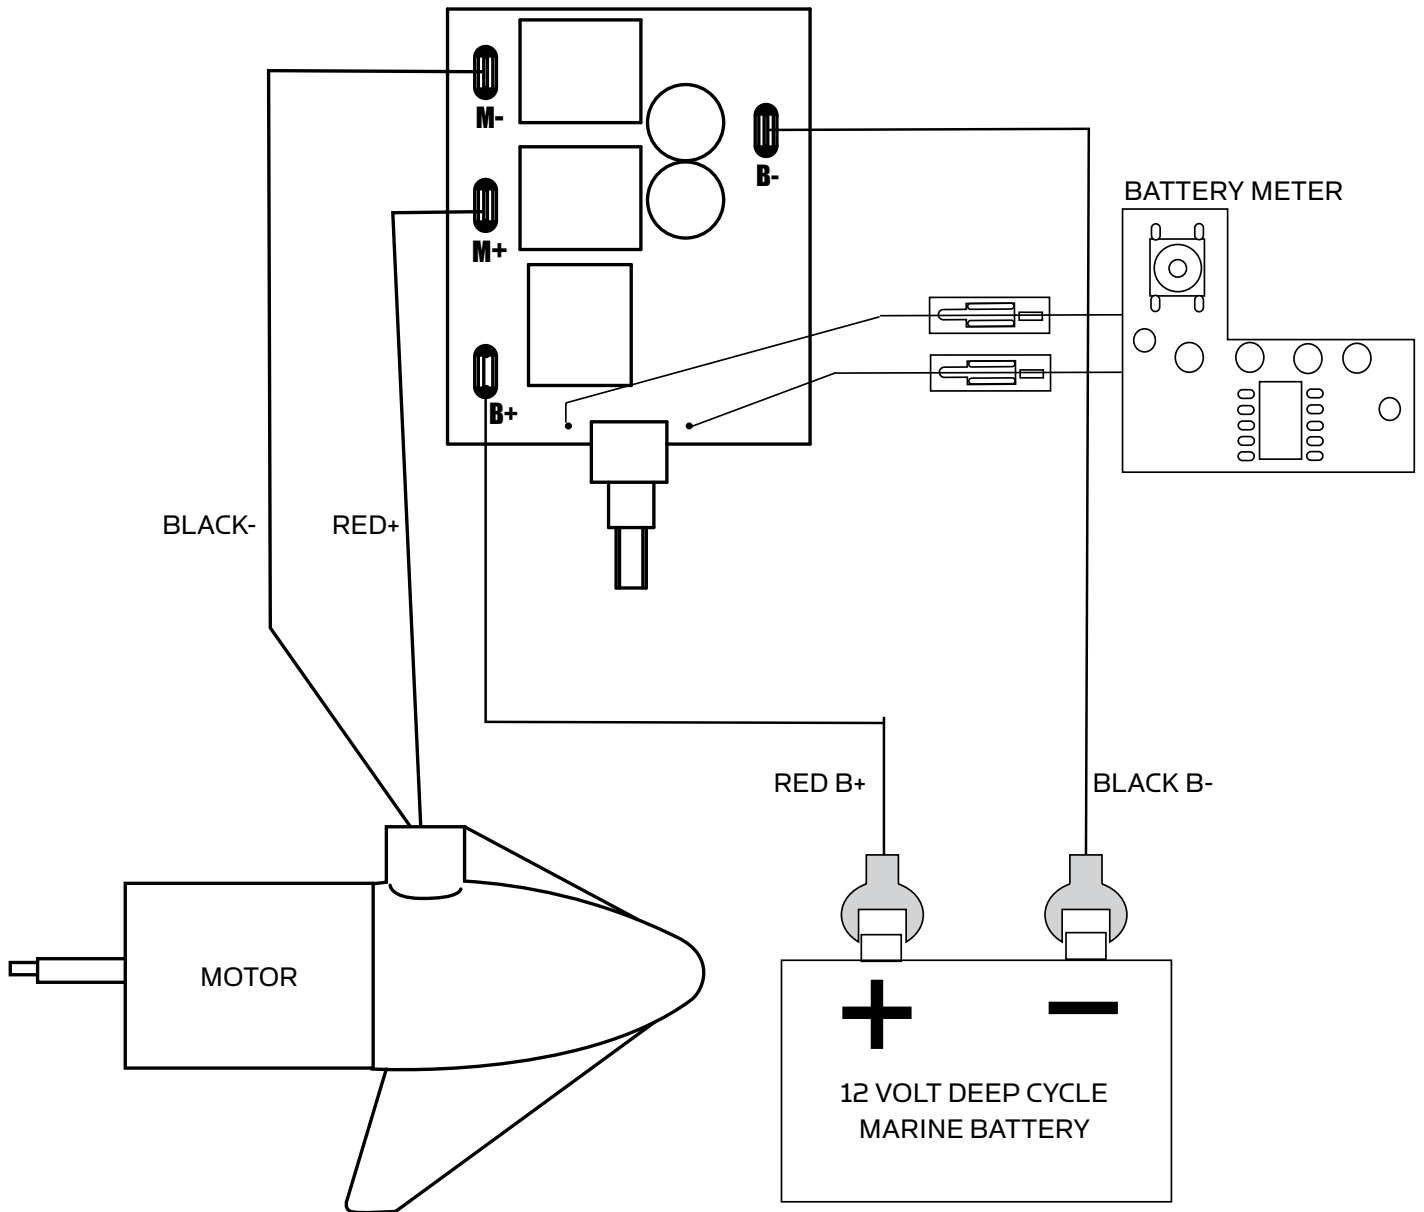 M-
B-
BATTERY METER
M+
B+
BLACK-
RED+
RED B+
BLACK B-
MOTOR
+
-
12 VOLT DEEP CYCLE
MARINE BATTERY